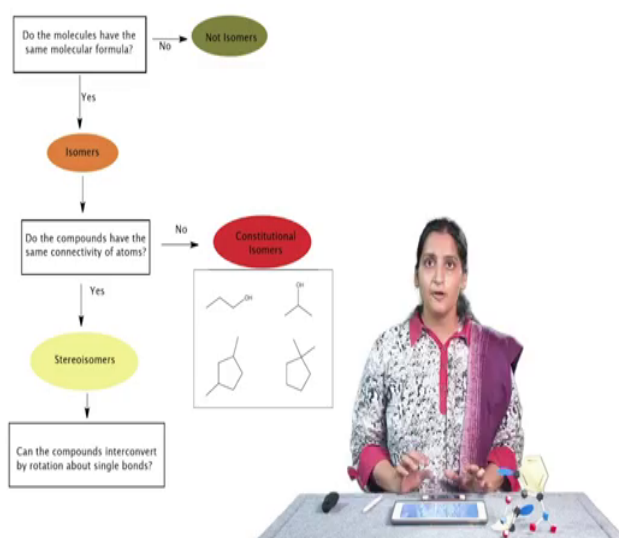 Do the molecules have the
same molecular formula?
No
Not Isomers
Yes
Isomers
Do the compounds have the
same connectivity of atoms?
No
Constitutional
Isomers
OH
OH
Yes
Stereoisomers
Can the compounds interconvert
by rotation about single bonds?